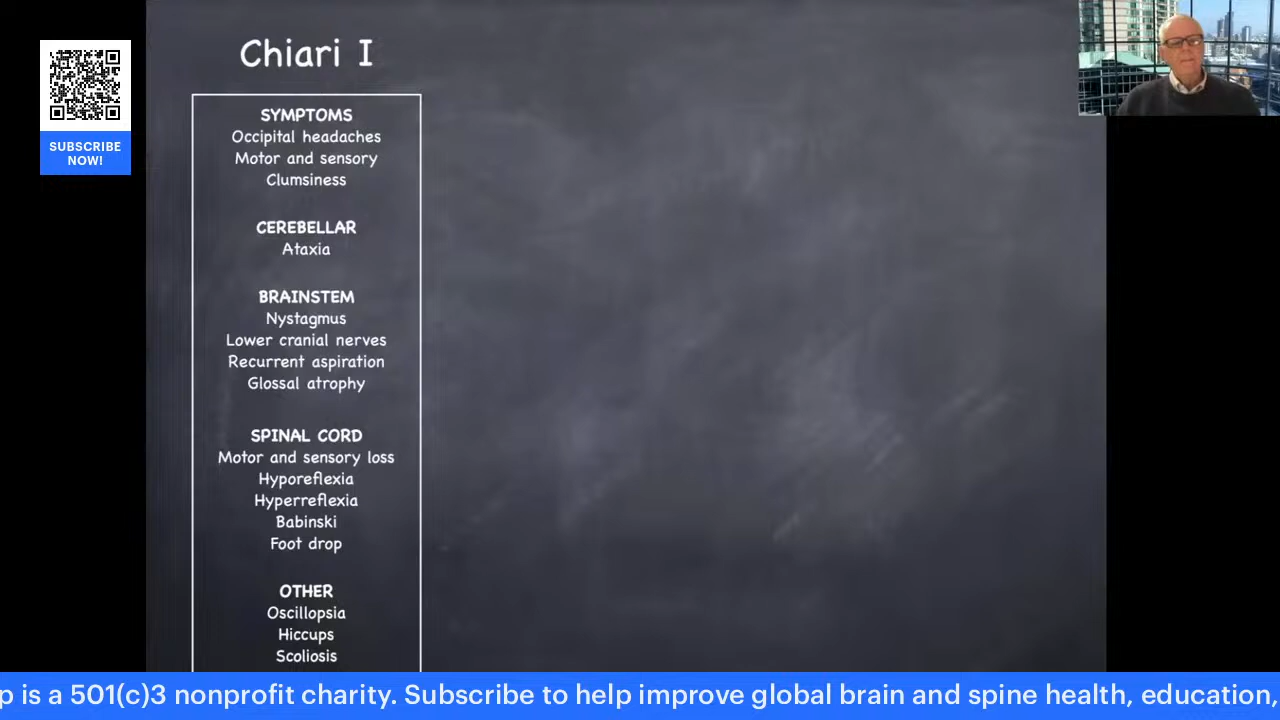 Chiari I
SUBSCRIBE
NOW!
SYMPTOMS
Occipital headaches
Motor and sensory
Clumsiness
CEREBELLAR
Ataxia
BRAINSTEM
Nystagmus
Lower cranial nerves
Recurrent aspiration
Glossal atrophy
SPINAL CORD
Motor and sensory loss
Hyporeflexia
Hyperreflexia
Babinski
Foot drop
OTHER
Oscillopsia
Hiccups
Scoliosis
p is a 501(c)3 nonprofit charity. Subscribe to help improve global brain and spine health, education,